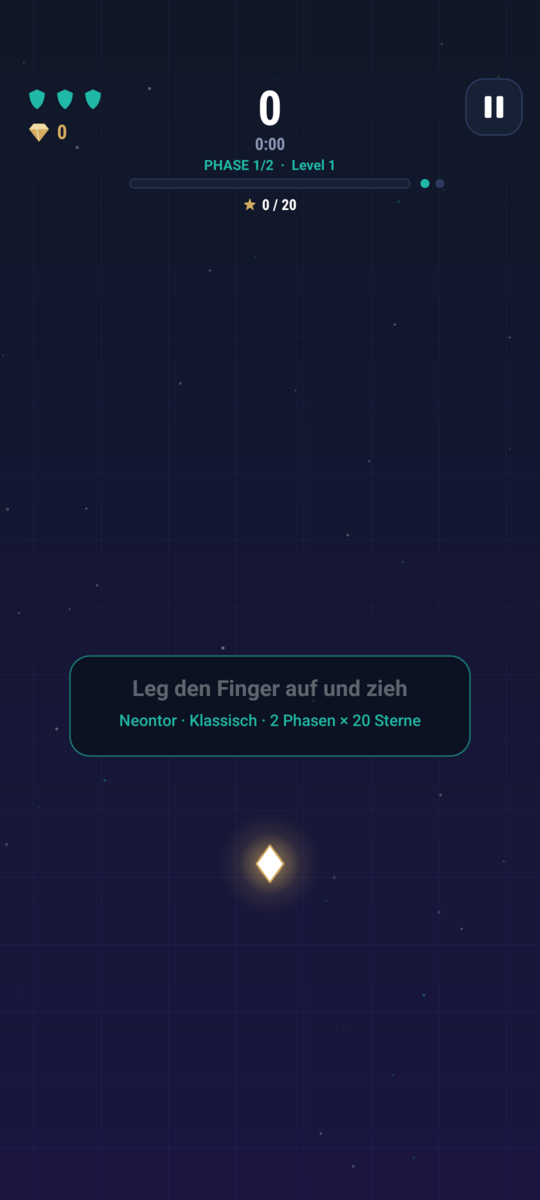 0
0
0:00
PHASE 1/2 · Level 1
0 / 20
Leg den Finger auf und zieh
Neontor · Klassisch · 2 Phasen × 20 Sterne